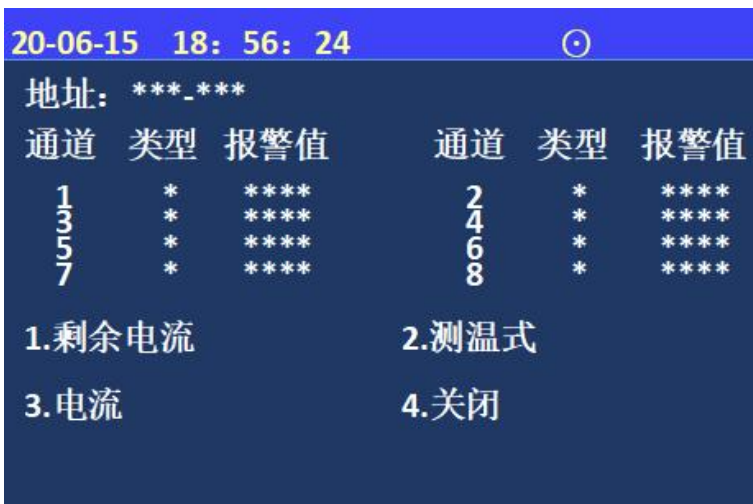 20-06-15 18：56：24 ⊙
地址：***-***
通道 类型 报警值 通道 类型 报警值
1 * **** 2 * ****
3 * **** 4 * ****
5 * **** 6 * ****
7 * **** 8 * ****
1.剩余电流 2.测温式
3.电流 4.关闭